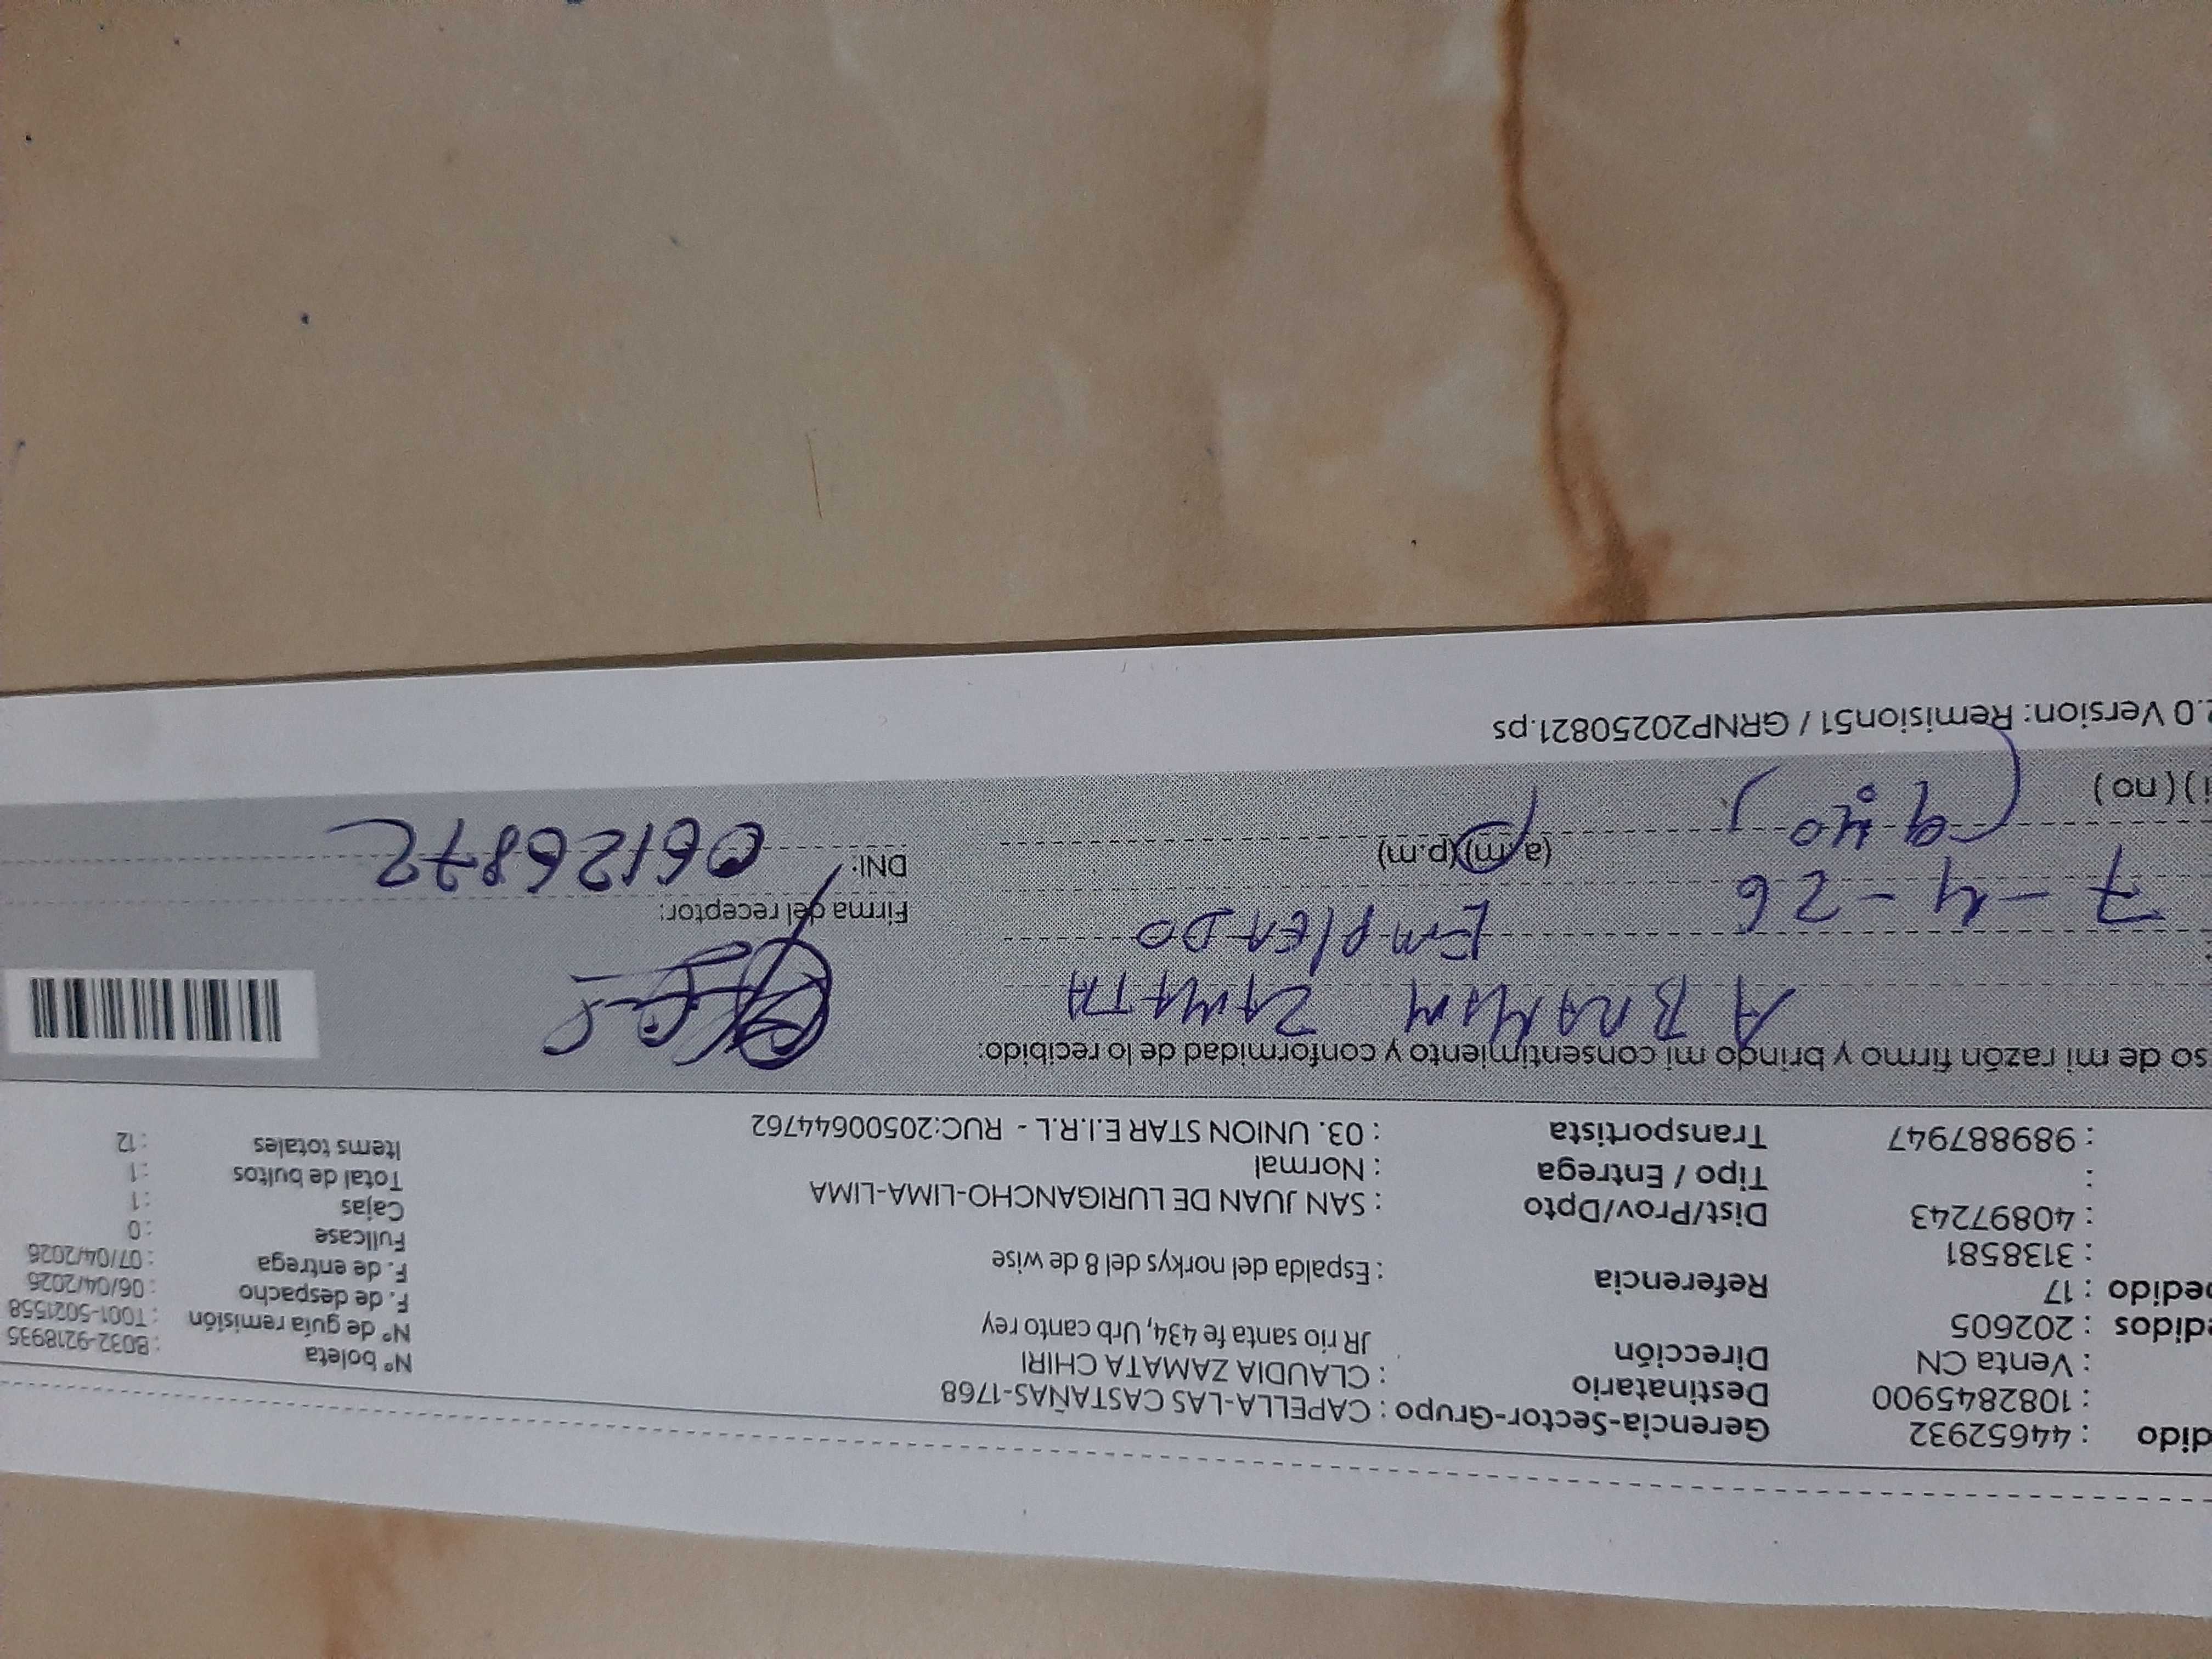 dido : 44652932 Gerencia-Sector-Grupo : CAPELLA-LAS CASTAÑAS-1768
: 1082845900 Destinatario : CLAUDIA ZAMATA CHIRI Nº boleta : B032-9218935
: Venta CN Dirección JR rio santa fe 434, Urb canto rey Nº de guía remisión : T001-5021558
edidos : 202605 F. de despacho : 06/04/2026
edido : 17 Referencia : Espalda del norkys del 8 de wise F. de entrega : 07/04/2026
: 3138581 Fullcase : 0
: 40897243 Dist/Prov/Dpto : SAN JUAN DE LURIGANCHO-LIMA-LIMA Cajas : 1
: Tipo / Entrega : Normal Total de bultos : 1
: 989887947 Transportista : 03. UNION STAR E.I.R.L - RUC:20500644762 Items totales : 12
so de mi razón firmo y brindo mi consentimiento y conformidad de lo recibido:
ABRAHAM ZAMATA
EMPLEADO
Firma del receptor:
7-4-26
9:40 (a.m)(p.m) DNI: 06126872
i ) ( no )
2.0 Version: Remision51 / GRNP20250821.ps